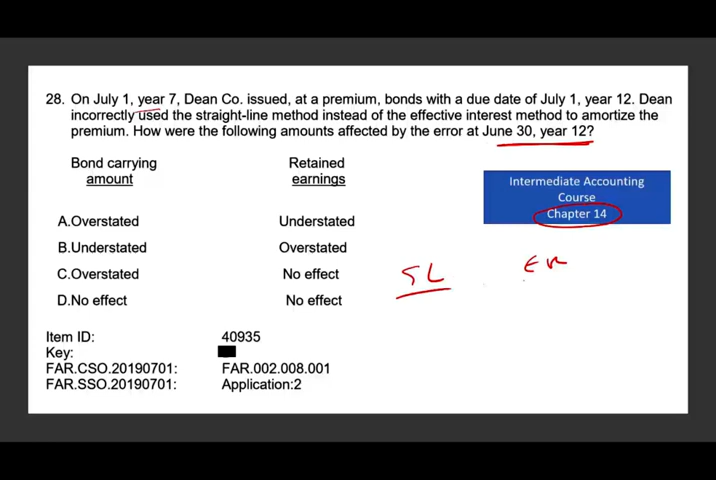 28. On July 1, year 7, Dean Co. issued, at a premium, bonds with a due date of July 1, year 12. Dean
incorrectly used the straight-line method instead of the effective interest method to amortize the
premium. How were the following amounts affected by the error at June 30, year 12?
Bond carrying Retained
amount earnings
Intermediate Accounting
Course
Chapter 14
A.Overstated Understated
B.Understated Overstated
C.Overstated No effect
D.No effect No effect
SL
Item ID: 40935
Key:
FAR.CSO.20190701: FAR.002.008.001
FAR.SSO.20190701: Application:2